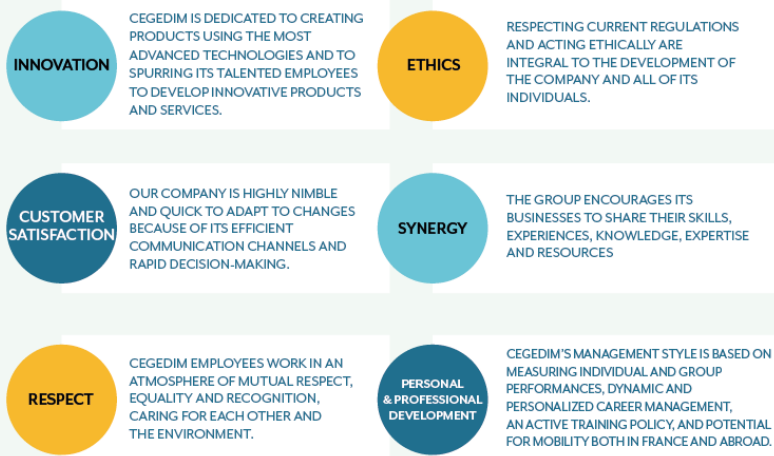 INNOVATION
CEGEDIM IS DEDICATED TO CREATING
PRODUCTS USING THE MOST
ADVANCED TECHNOLOGIES AND TO
SPURRING ITS TALENTED EMPLOYEES
TO DEVELOP INNOVATIVE PRODUCTS
AND SERVICES.
ETHICS
RESPECTING CURRENT REGULATIONS
AND ACTING ETHICALLY ARE
INTEGRAL TO THE DEVELOPMENT OF
THE COMPANY AND ALL OF ITS
INDIVIDUALS.
CUSTOMER
SATISFACTION
OUR COMPANY IS HIGHLY NIMBLE
AND QUICK TO ADAPT TO CHANGES
BECAUSE OF ITS EFFICIENT
COMMUNICATION CHANNELS AND
RAPID DECISION-MAKING.
SYNERGY
THE GROUP ENCOURAGES ITS
BUSINESSES TO SHARE THEIR SKILLS,
EXPERIENCES, KNOWLEDGE, EXPERTISE
AND RESOURCES
RESPECT
CEGEDIM EMPLOYEES WORK IN AN
ATMOSPHERE OF MUTUAL RESPECT,
EQUALITY AND RECOGNITION,
CARING FOR EACH OTHER AND
THE ENVIRONMENT.
PERSONAL
& PROFESSIONAL
DEVELOPMENT
CEGEDIM'S MANAGEMENT STYLE IS BASED ON
MEASURING INDIVIDUAL AND GROUP
PERFORMANCES, DYNAMIC AND
PERSONALIZED CAREER MANAGEMENT,
AN ACTIVE TRAINING POLICY, AND POTENTIAL
FOR MOBILITY BOTH IN FRANCE AND ABROAD.